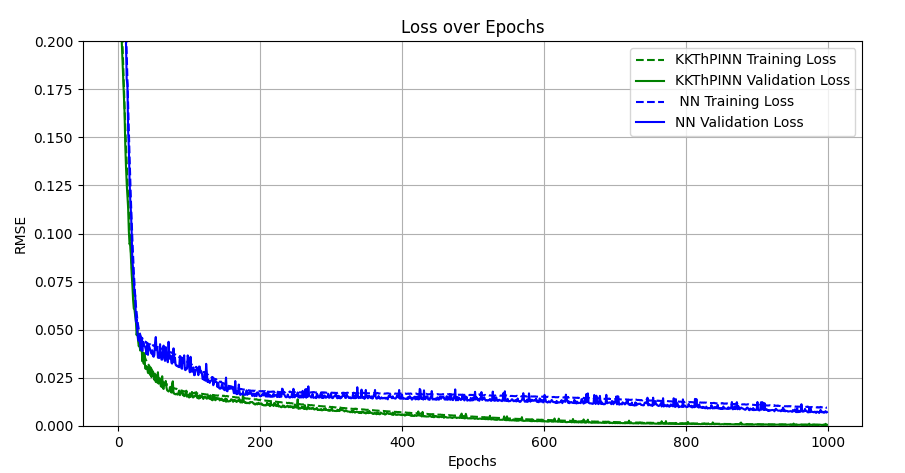 Loss over Epochs
0.200
0.175
0.150
0.125
0.100
0.075
0.050
0.025
0.000
RMSE
0
200
400
600
800
1000
Epochs
KKThPINN Training Loss
KKThPINN Validation Loss
NN Training Loss
NN Validation Loss